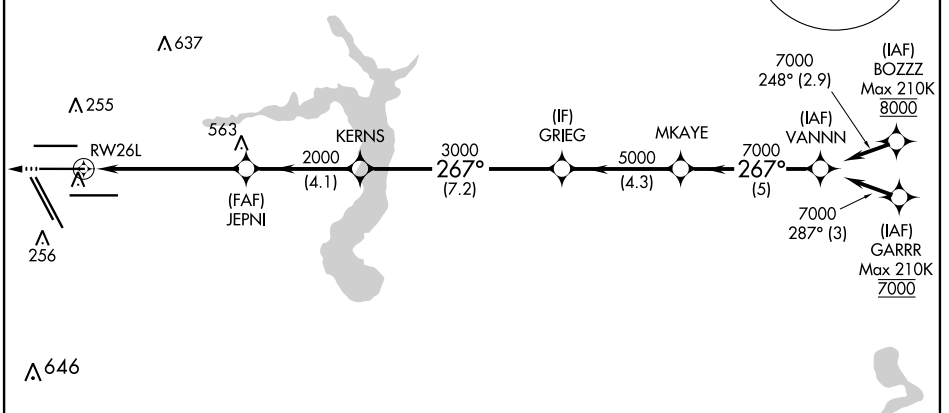 637
255
RW26L
256
646
563
(FAF)
JEPNI
2000
(4.1)
KERNS
3000
267°
(7.2)
(IF)
GRIEG
5000
(4.3)
MKAYE
7000
267°
(5)
(IAF)
VANNN
7000
248° (2.9)
(IAF)
BOZZZ
Max 210K
8000
7000
287° (3)
(IAF)
GARRR
Max 210K
7000